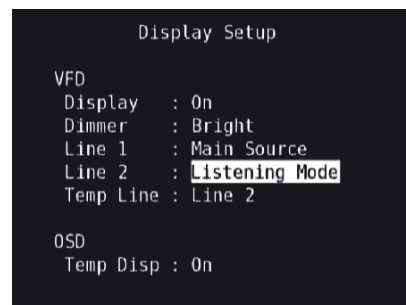 Display Setup
VFD
Display : On
Dimmer : Bright
Line 1 : Main Source
Line 2 : Listening Mode
Temp Line : Line 2
OSD
Temp Disp : On